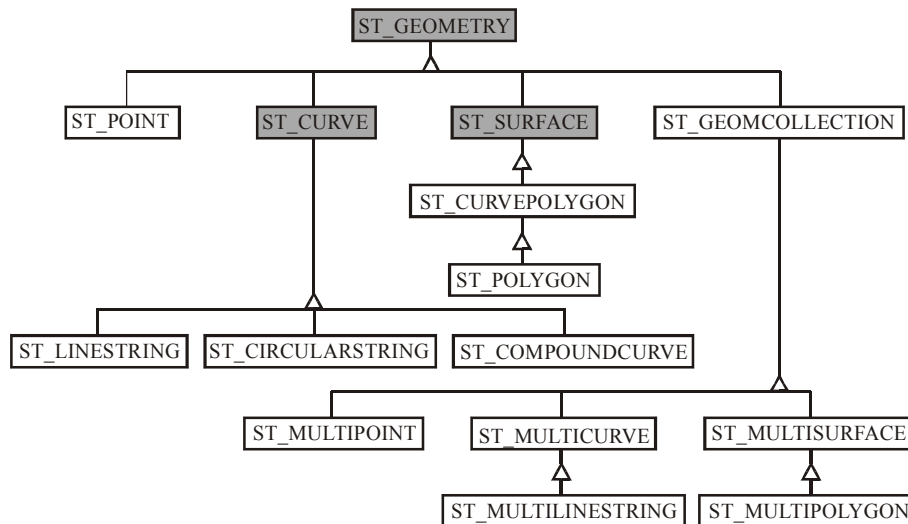 ST_GEOMETRY
ST_POINT
ST_CURVE
ST_SURFACE
ST_GEOMCOLLECTION
ST_CURVEPOLYGON
ST_POLYGON
ST_LINESTRING
ST_CIRCULARSTRING
ST_COMPOUNDCURVE
ST_MULTIPOINT
ST_MULTICURVE
ST_MULTISURFACE
ST_MULTILINESTRING
ST_MULTIPOLYGON